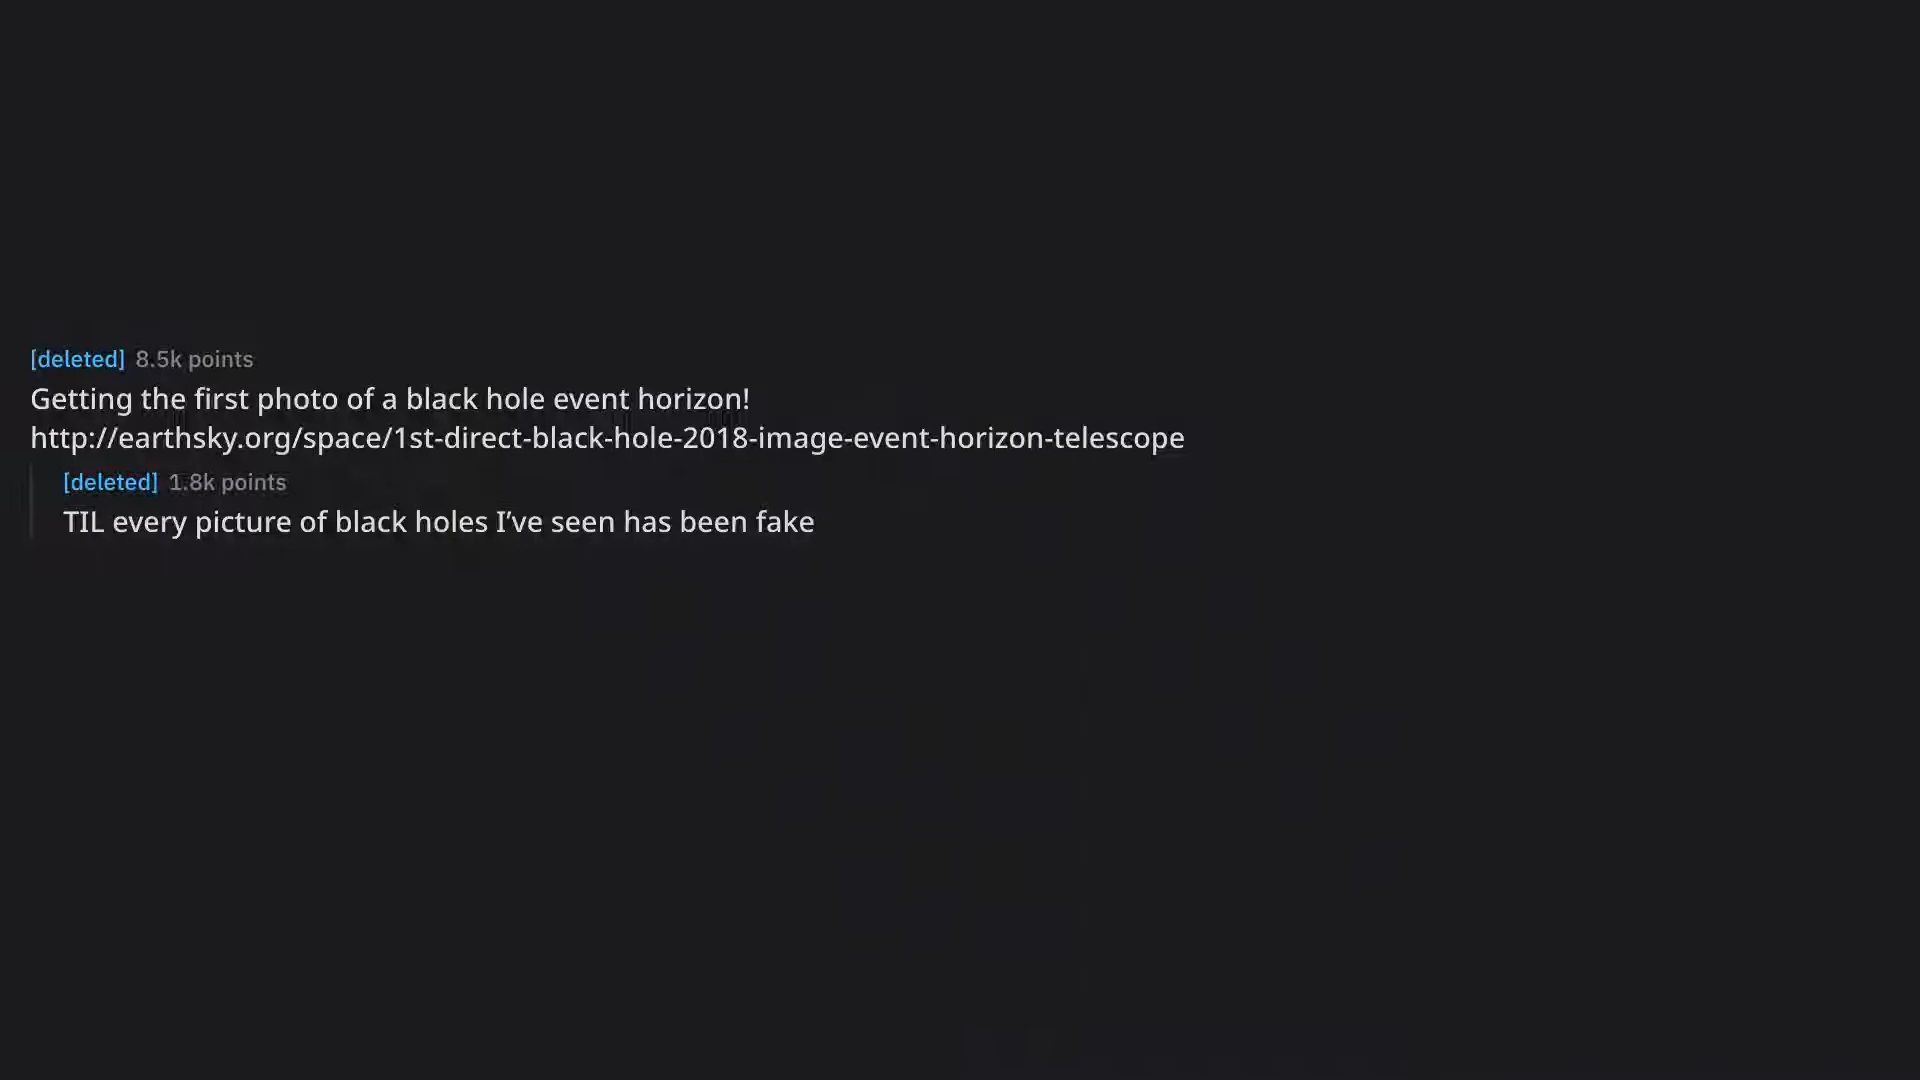 [deleted] 8.5k points
Getting the first photo of a black hole event horizon!
http://earthsky.org/space/1st-direct-black-hole-2018-image-event-horizon-telescope
[deleted] 1.8k points
TIL every picture of black holes I’ve seen has been fake